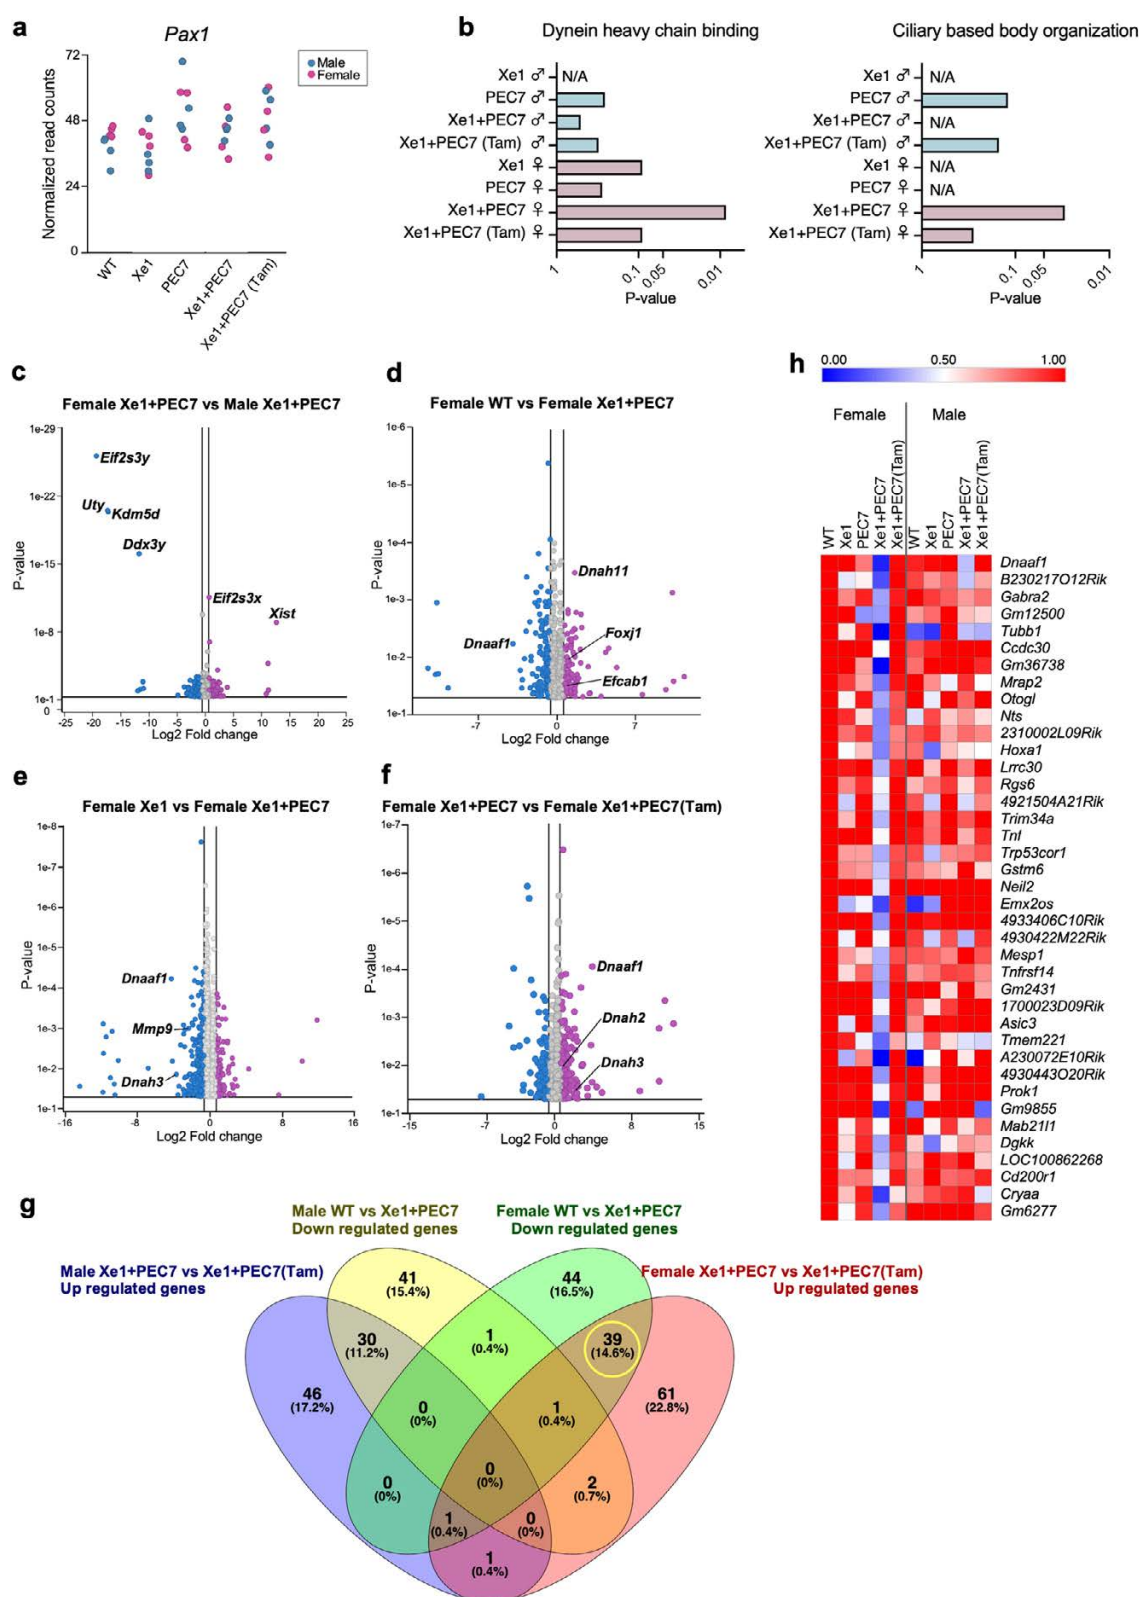 a
Pax1
Normalized read counts
72
48
24
0
Male
Female
WT
Xe1
PEC7
Xe1+PEC7
Xe1+PEC7 (Tam)
b
Dynein heavy chain binding
Xe1 ♂
N/A
PEC7 ♂
Xe1+PEC7 ♂
Xe1+PEC7 (Tam) ♂
Xe1 ♀
PEC7 ♀
Xe1+PEC7 ♀
Xe1+PEC7 (Tam) ♀
1
0.1
0.05
0.01
P-value
Ciliary based body organization
Xe1 ♂
N/A
PEC7 ♂
Xe1+PEC7 ♂
N/A
Xe1+PEC7 (Tam) ♂
Xe1 ♀
N/A
PEC7 ♀
N/A
Xe1+PEC7 ♀
Xe1+PEC7 (Tam) ♀
1
0.1
0.05
0.01
P-value
c
Female Xe1+PEC7 vs Male Xe1+PEC7
1e-29
1e-22
1e-15
1e-8
1e-1
0
P-value
Eif2s3y
Uty
Kdm5d
Ddx3y
Eif2s3x
Xist
-25
-20
-15
-10
-5
0
5
10
15
20
25
Log2 Fold change
d
Female WT vs Female Xe1+PEC7
1e-6
1e-5
1e-4
1e-3
1e-2
1e-1
P-value
Dnah11
Dnaaf1
Foxj1
Efcab1
-7
0
7
Log2 Fold change
e
Female Xe1 vs Female Xe1+PEC7
1e-8
1e-7
1e-6
1e-5
1e-4
1e-3
1e-2
1e-1
P-value
Dnaaf1
Mmp9
Dnah3
-16
-8
0
8
16
Log2 Fold change
f
Female Xe1+PEC7 vs Female Xe1+PEC7(Tam)
1e-7
1e-6
1e-5
1e-4
1e-3
1e-2
1e-1
P-value
Dnaaf1
Dnah2
Dnah3
-15
-7
0
8
15
Log2 Fold change
g
Male WT vs Xe1+PEC7
Down regulated genes
Female WT vs Xe1+PEC7
Down regulated genes
Male Xe1+PEC7 vs Xe1+PEC7(Tam)
Up regulated genes
Female Xe1+PEC7 vs Xe1+PEC7(Tam)
Up regulated genes
41
(15.4%)
44
(16.5%)
30
(11.2%)
1
(0.4%)
39
(14.6%)
46
(17.2%)
0
(0%)
1
(0.4%)
61
(22.8%)
0
(0%)
0
(0%)
2
(0.7%)
1
(0.4%)
0
(0%)
1
(0.4%)
h
0.00
0.50
1.00
Female
Male
WT
Xe1
PEC7
Xe1+PEC7
Xe1+PEC7(Tam)
WT
Xe1
PEC7
Xe1+PEC7
Xe1+PEC7(Tam)
Dnaaf1
B230217O12Rik
Gabra2
Gm12500
Tubb1
Ccdc30
Gm36738
Mrap2
Otogl
Nts
2310002L09Rik
Hoxa1
Lrrc30
Rgs6
4921504A21Rik
Trim34a
Tnf
Trp53cor1
Gstm6
Neil2
Emx2os
4933406C10Rik
4930422M22Rik
Mesp1
Tnfrsf14
Gm2431
1700023D09Rik
Asic3
Tmem221
A230072E10Rik
4930443O20Rik
Prok1
Gm9855
Mab21l1
Dgkk
LOC100862268
Cd200r1
Cryaa
Gm6277